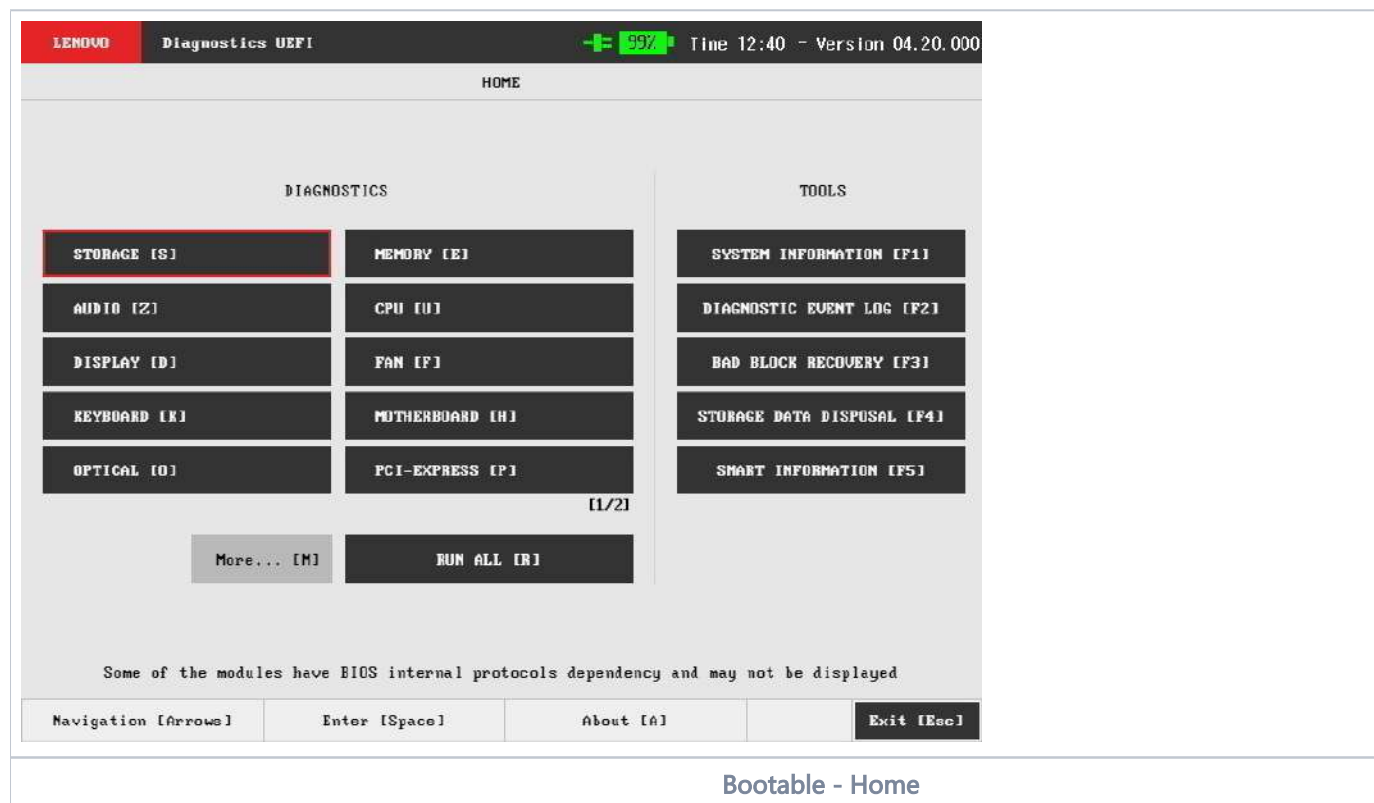 LENOVO Diagnostics UEFI 99% Time 12:40 - Version 04.20.000
HOME
DIAGNOSTICS TOOLS
STORAGE [S] MEMORY [E] SYSTEM INFORMATION [F1]
AUDIO [Z] CPU [U] DIAGNOSTIC EVENT LOG [F2]
DISPLAY [D] FAN [F] BAD BLOCK RECOVERY [F3]
KEYBOARD [K] MOTHERBOARD [H] STORAGE DATA DISPOSAL [F4]
OPTICAL [O] PCI-EXPRESS [P] SMART INFORMATION [F5]
[1/2]
More... [M] RUN ALL [R]
Some of the modules have BIOS internal protocols dependency and may not be displayed
Navigation [Arrows] Enter [Space] About [A] Exit [Esc]
Bootable - Home